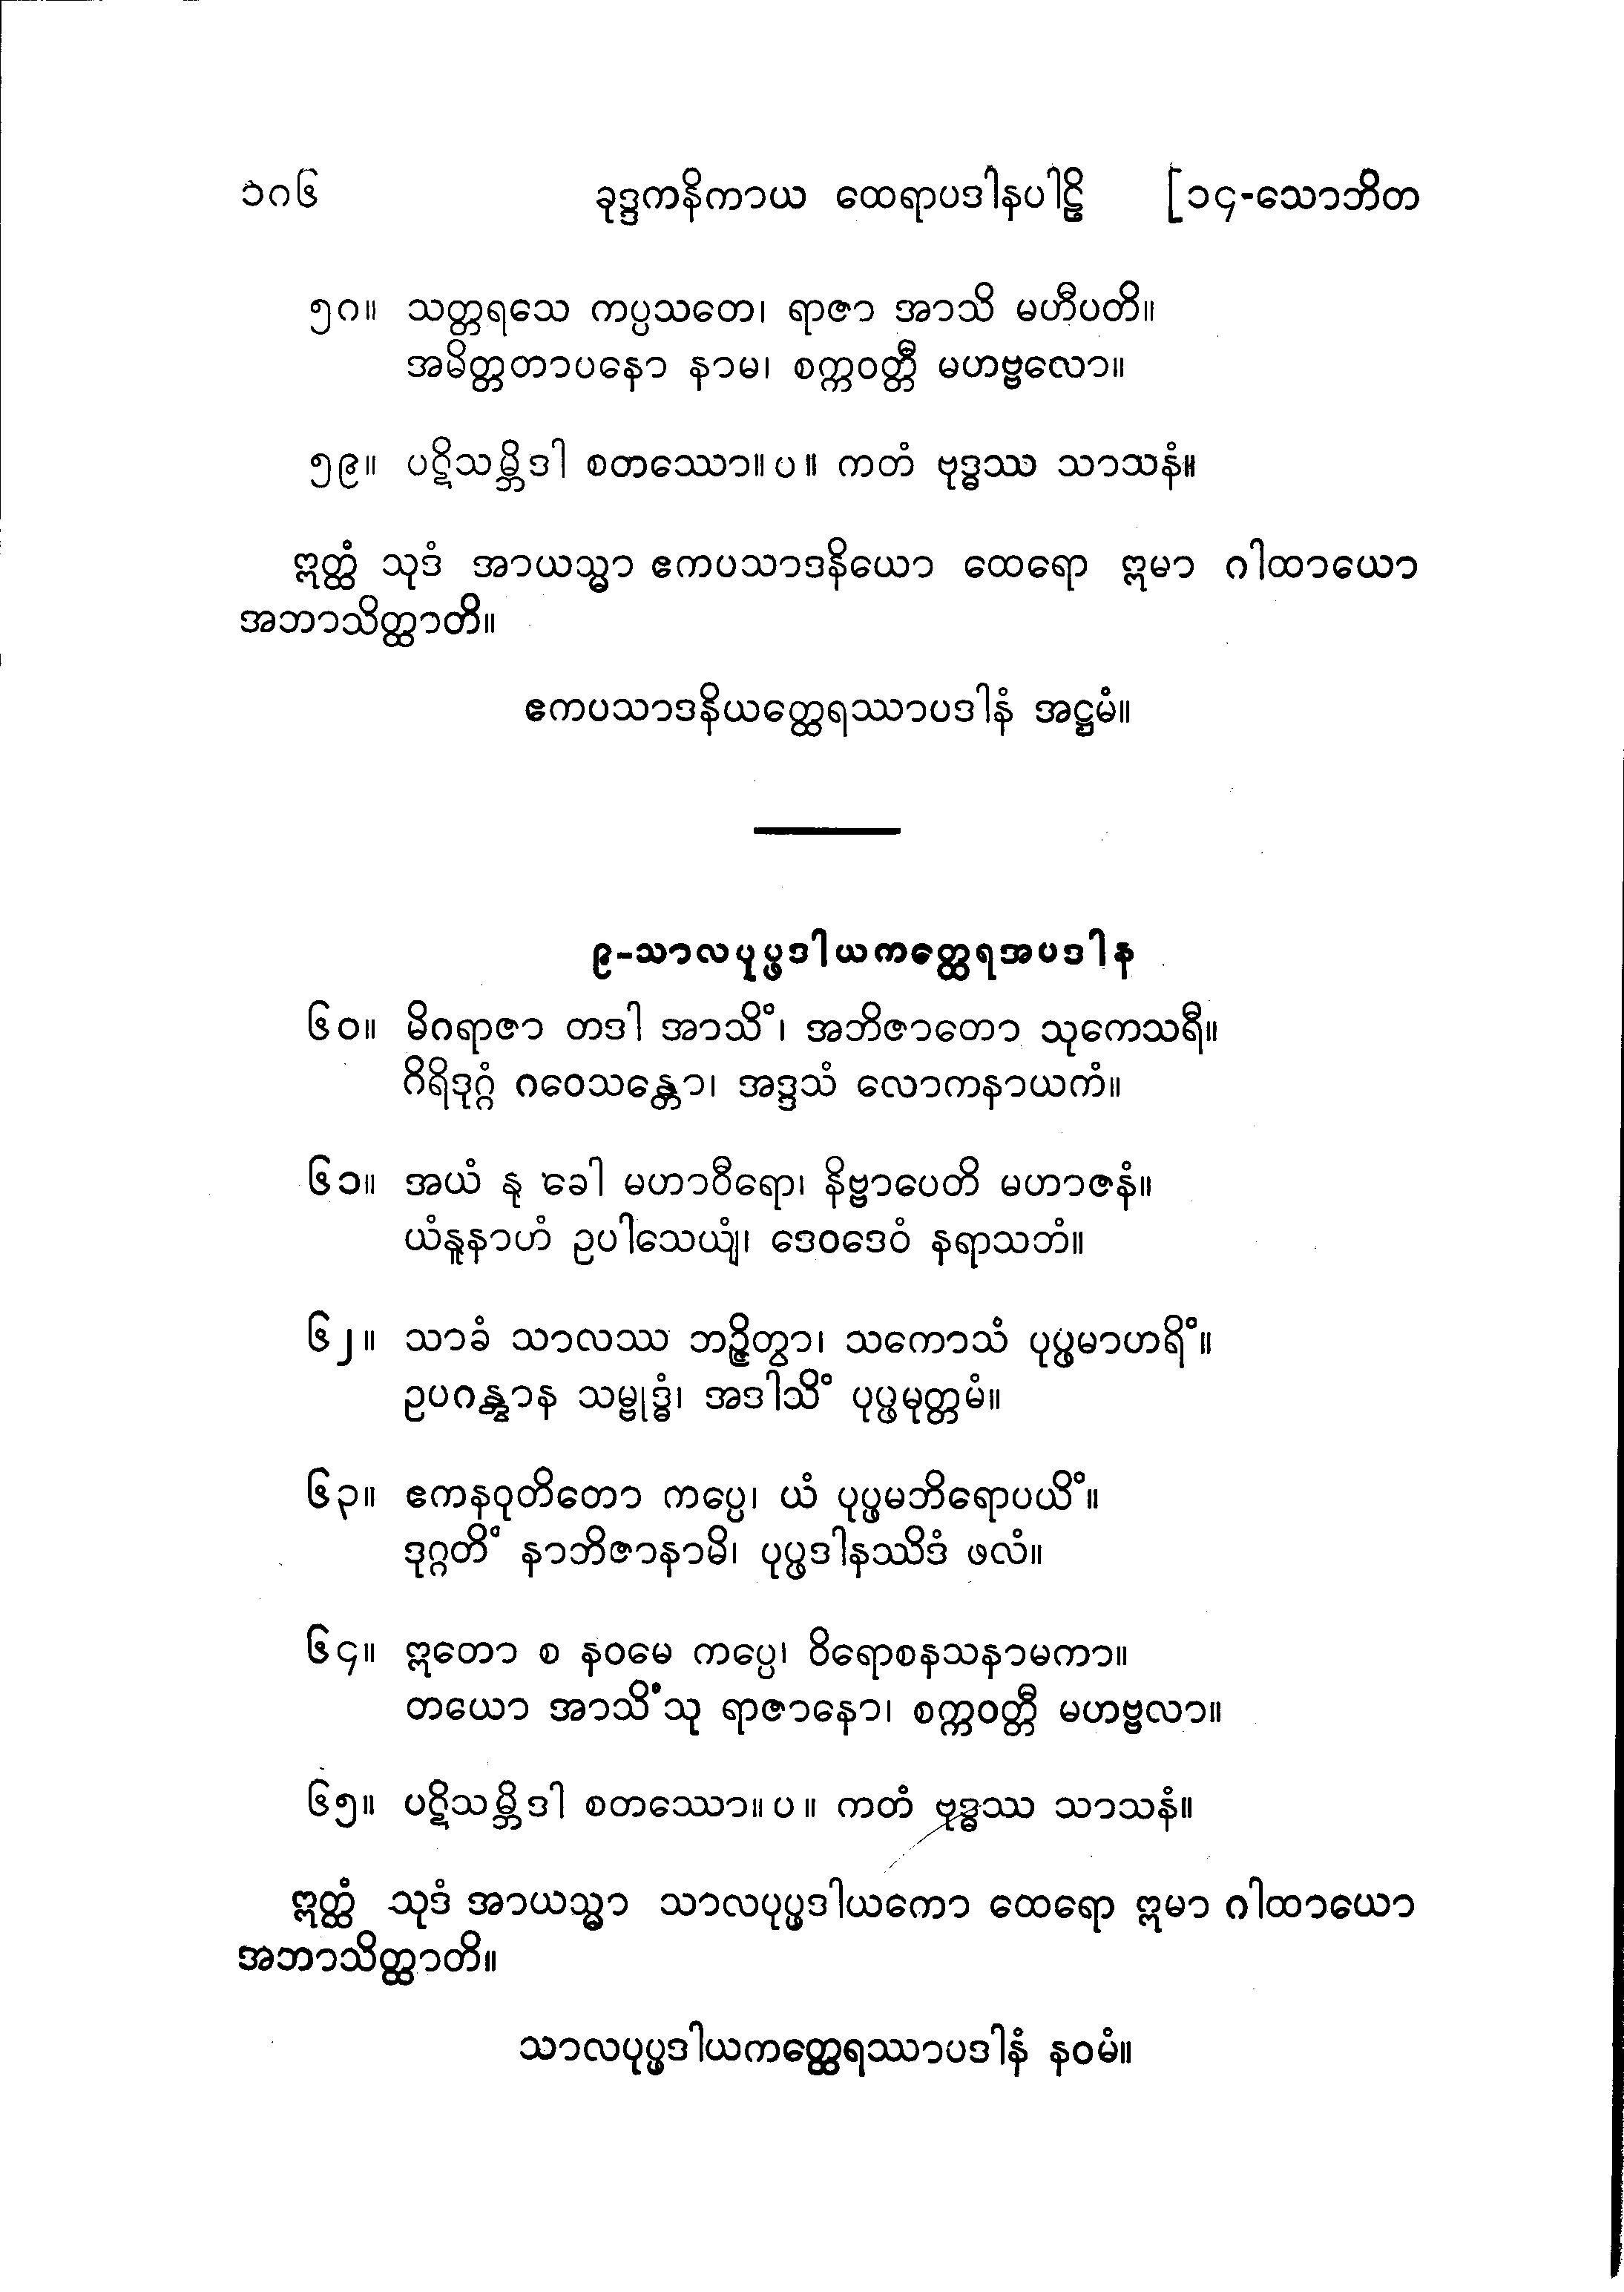 ၁၈၆ ခုဒ္ဒကနိကာယ ထေရာပဒါနပါဠိ [၁၄-သောဘိတ
၅၈။ သတ္တရသေ ကပ္ပသတေ၊ ရာဇာ အာသိ မဟီပတိ။
အမိတ္တတာပနော နာမ၊ စက္ကဝတ္တီ မဟဗ္ဗလော။
၅၉။ ပဋိသမ္ဘိဒါ စတဿော။ ပ ။ ကတံ ဗုဒ္ဓဿ သာသနံ။
ဣတ္ထံ သုဒံ အာယသ္မာ ဧကပသာဒနိယော ထေရော ဣမာ ဂါထာယော
အဘာသိတ္ထာတိ။
ဧကပသာဒနိယတ္ထေရဿာပဒါနံ အဋ္ဌမံ။
၉-သာလပုပ္ဖဒါယကတ္ထေရအပဒါန
၆၀။ မိဂရာဇာ တဒါ အာသိံ၊ အဘိဇာတော သုကေသရီ။
ဂိရိဒုဂ္ဂံ ဂဝေသန္တော၊ အဒ္ဒသံ လောကနာယကံ။
၆၁။ အယံ နု ခေါ မဟာဝီရော၊ နိဗ္ဗာပေတိ မဟာဇနံ။
ယံနူနာဟံ ဥပါသေယျံ၊ ဒေဝဒေဝံ နရာသဘံ။
၆၂။ သာခံ သာလဿ ဘဉ္ဇိတွာ၊ သကောသံ ပုပ္ဖမာဟရိံ။
ဥပဂန္တွာန သမ္ဗုဒ္ဓံ၊ အဒါသိံ ပုပ္ဖမုတ္တမံ။
၆၃။ ဧကနဝုတိတော ကပ္ပေ၊ ယံ ပုပ္ဖမဘိရောပယိံ။
ဒုဂ္ဂတိံ နာဘိဇာနာမိ၊ ပုပ္ဖဒါနဿိဒံ ဖလံ။
၆၄။ ဣတော စ နဝမေ ကပ္ပေ၊ ဝိရောစနသနာမကာ။
တယော အာသိံသု ရာဇာနော၊ စက္ကဝတ္တီ မဟဗ္ဗလာ။
၆၅။ ပဋိသမ္ဘိဒါ စတဿော။ ပ ။ ကတံ ဗုဒ္ဓဿ သာသနံ။
ဣတ္ထံ သုဒံ အာယသ္မာ သာလပုပ္ဖဒါယကော ထေရော ဣမာ ဂါထာယော
အဘာသိတ္ထာတိ။
သာလပုပ္ဖဒါယကတ္ထေရဿာပဒါနံ နဝမံ။